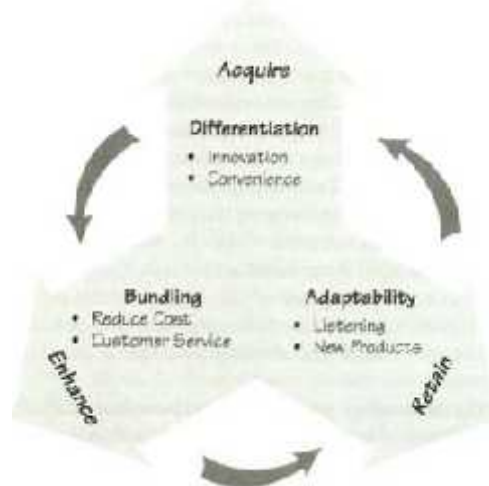 Acquire
Differentiation
• Innovation
• Convenience
Bundling
• Reduce Cost
• Customer Service
Enhance
Adaptability
• Listening
• New Products
Retain